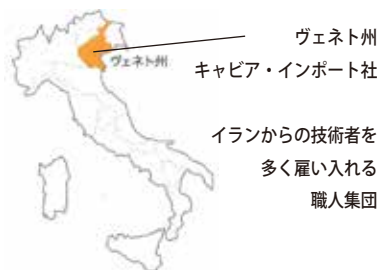 ヴェネト州
ヴェネト州
キャビア・インポート社
イランからの技術者を
多く雇い入れる
職人集団